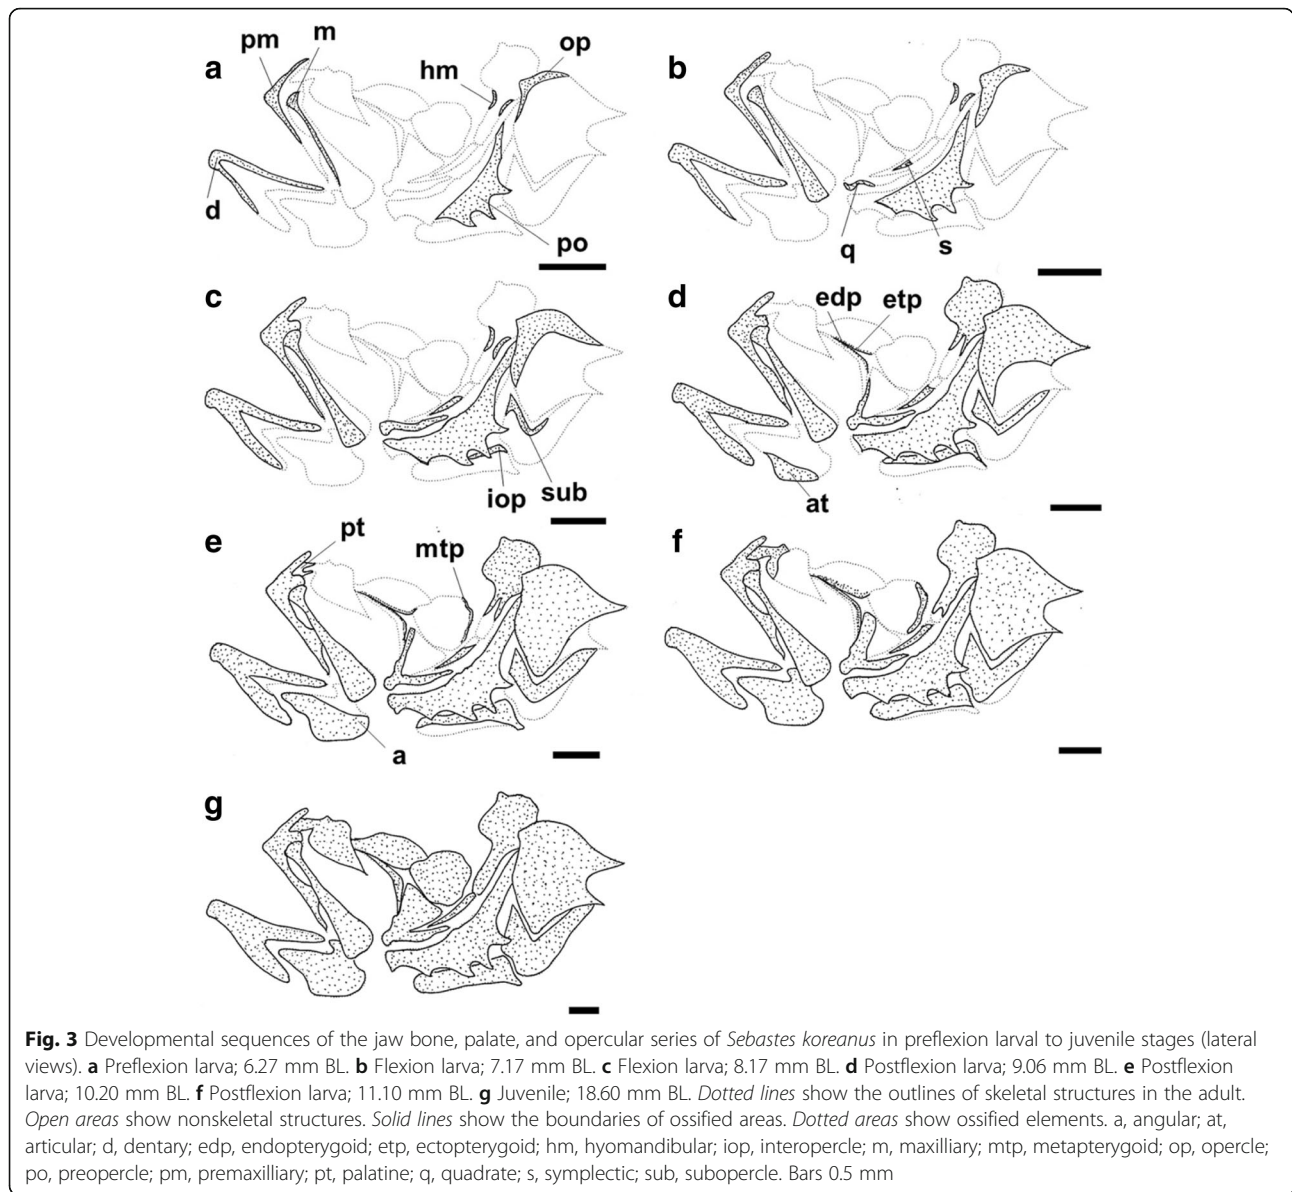 a
pm
m
hm
op
d
po
b
q
s
c
iop
sub
d
edp
etp
at
e
pt
mtp
a
f
g
Fig. 3 Developmental sequences of the jaw bone, palate, and opercular series of Sebastes koreanus in preflexion larval to juvenile stages (lateral
views). a Preflexion larva; 6.27 mm BL. b Flexion larva; 7.17 mm BL. c Flexion larva; 8.17 mm BL. d Postflexion larva; 9.06 mm BL. e Postflexion
larva; 10.20 mm BL. f Postflexion larva; 11.10 mm BL. g Juvenile; 18.60 mm BL. Dotted lines show the outlines of skeletal structures in the adult.
Open areas show nonskeletal structures. Solid lines show the boundaries of ossified areas. Dotted areas show ossified elements. a, angular; at,
articular; d, dentary; edp, endopterygoid; etp, ectopterygoid; hm, hyomandibular; iop, interopercle; m, maxilliary; mtp, metapterygoid; op, opercle;
po, preopercle; pm, premaxilliary; pt, palatine; q, quadrate; s, symplectic; sub, subopercle. Bars 0.5 mm